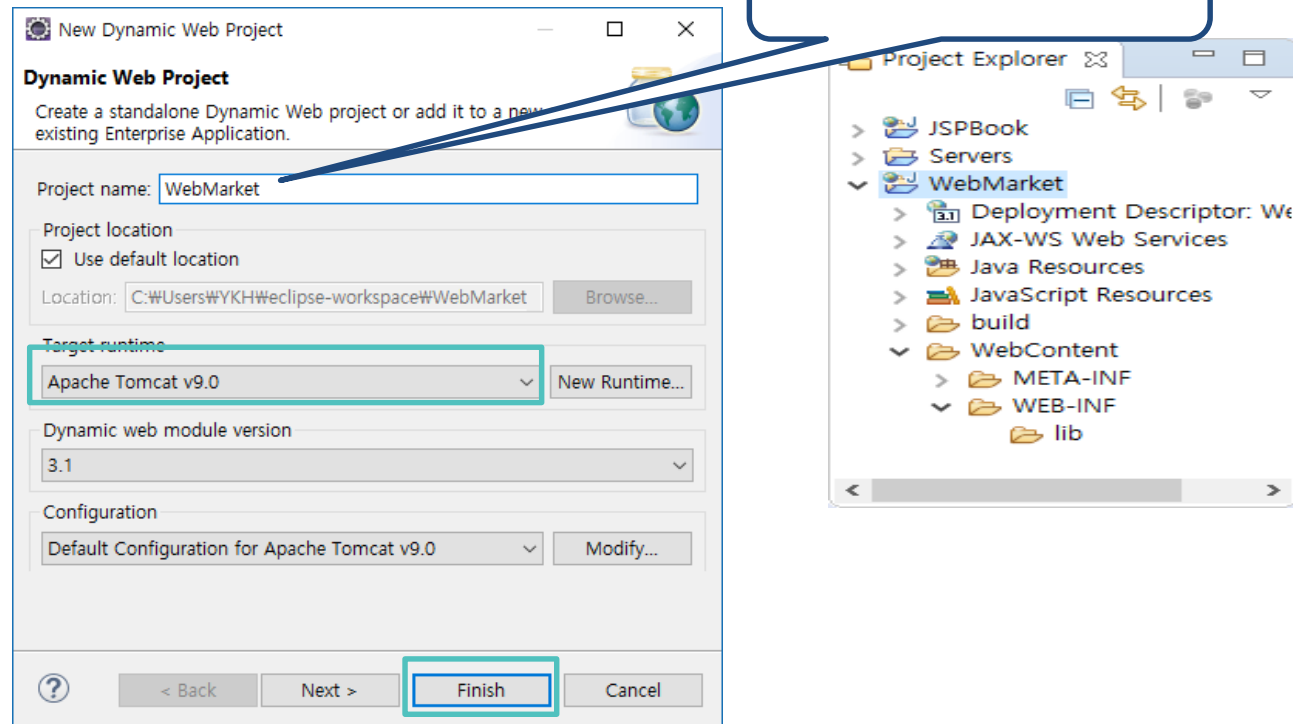 New Dynamic Web Project
Dynamic Web Project
Create a standalone Dynamic Web project or add it to a new
existing Enterprise Application.
Project name: WebMarket
Project location
Use default location
Location: C:₩Users₩YKH₩eclipse-workspace₩WebMarket Browse...
Target runtime
Apache Tomcat v9.0 New Runtime...
Dynamic web module version
3.1
Configuration
Default Configuration for Apache Tomcat v9.0 Modify...
? < Back Next > Finish Cancel
Project Explorer
JSPBook
Servers
WebMarket
3.1 Deployment Descriptor: We
JAX-WS Web Services
Java Resources
JavaScript Resources
build
WebContent
META-INF
WEB-INF
lib